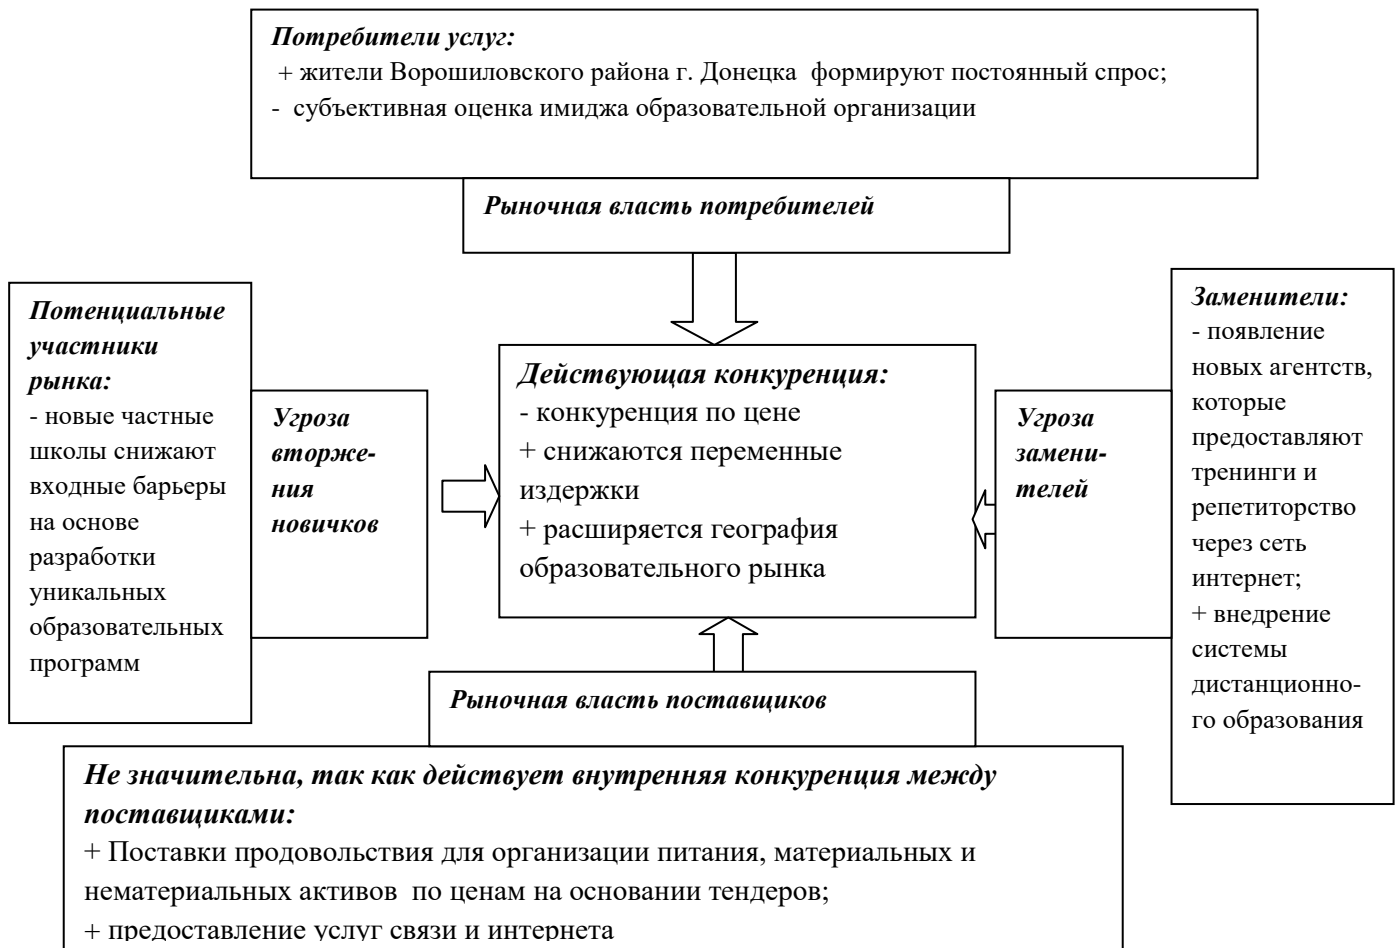 Потребители услуг:
+ жители Ворошиловского района г. Донецка формируют постоянный спрос;
- субъективная оценка имиджа образовательной организации
Рыночная власть потребителей
Потенциальные
участники
рынка:
- новые частные
школы снижают
входные барьеры
на основе
разработки
уникальных
образовательных
программ
Угроза
вторже-
ния
новичков
Действующая конкуренция:
- конкуренция по цене
+ снижаются переменные
издержки
+ расширяется география
образовательного рынка
Угроза
замени-
телей
Заменители:
- появление
новых агентств,
которые
предоставляют
тренинги и
репетиторство
через сеть
интернет;
+ внедрение
системы
дистанционно-
го образования
Рыночная власть поставщиков
Не значительна, так как действует внутренняя конкуренция между
поставщиками:
+ Поставки продовольствия для организации питания, материальных и
нематериальных активов по ценам на основании тендеров;
+ предоставление услуг связи и интернета